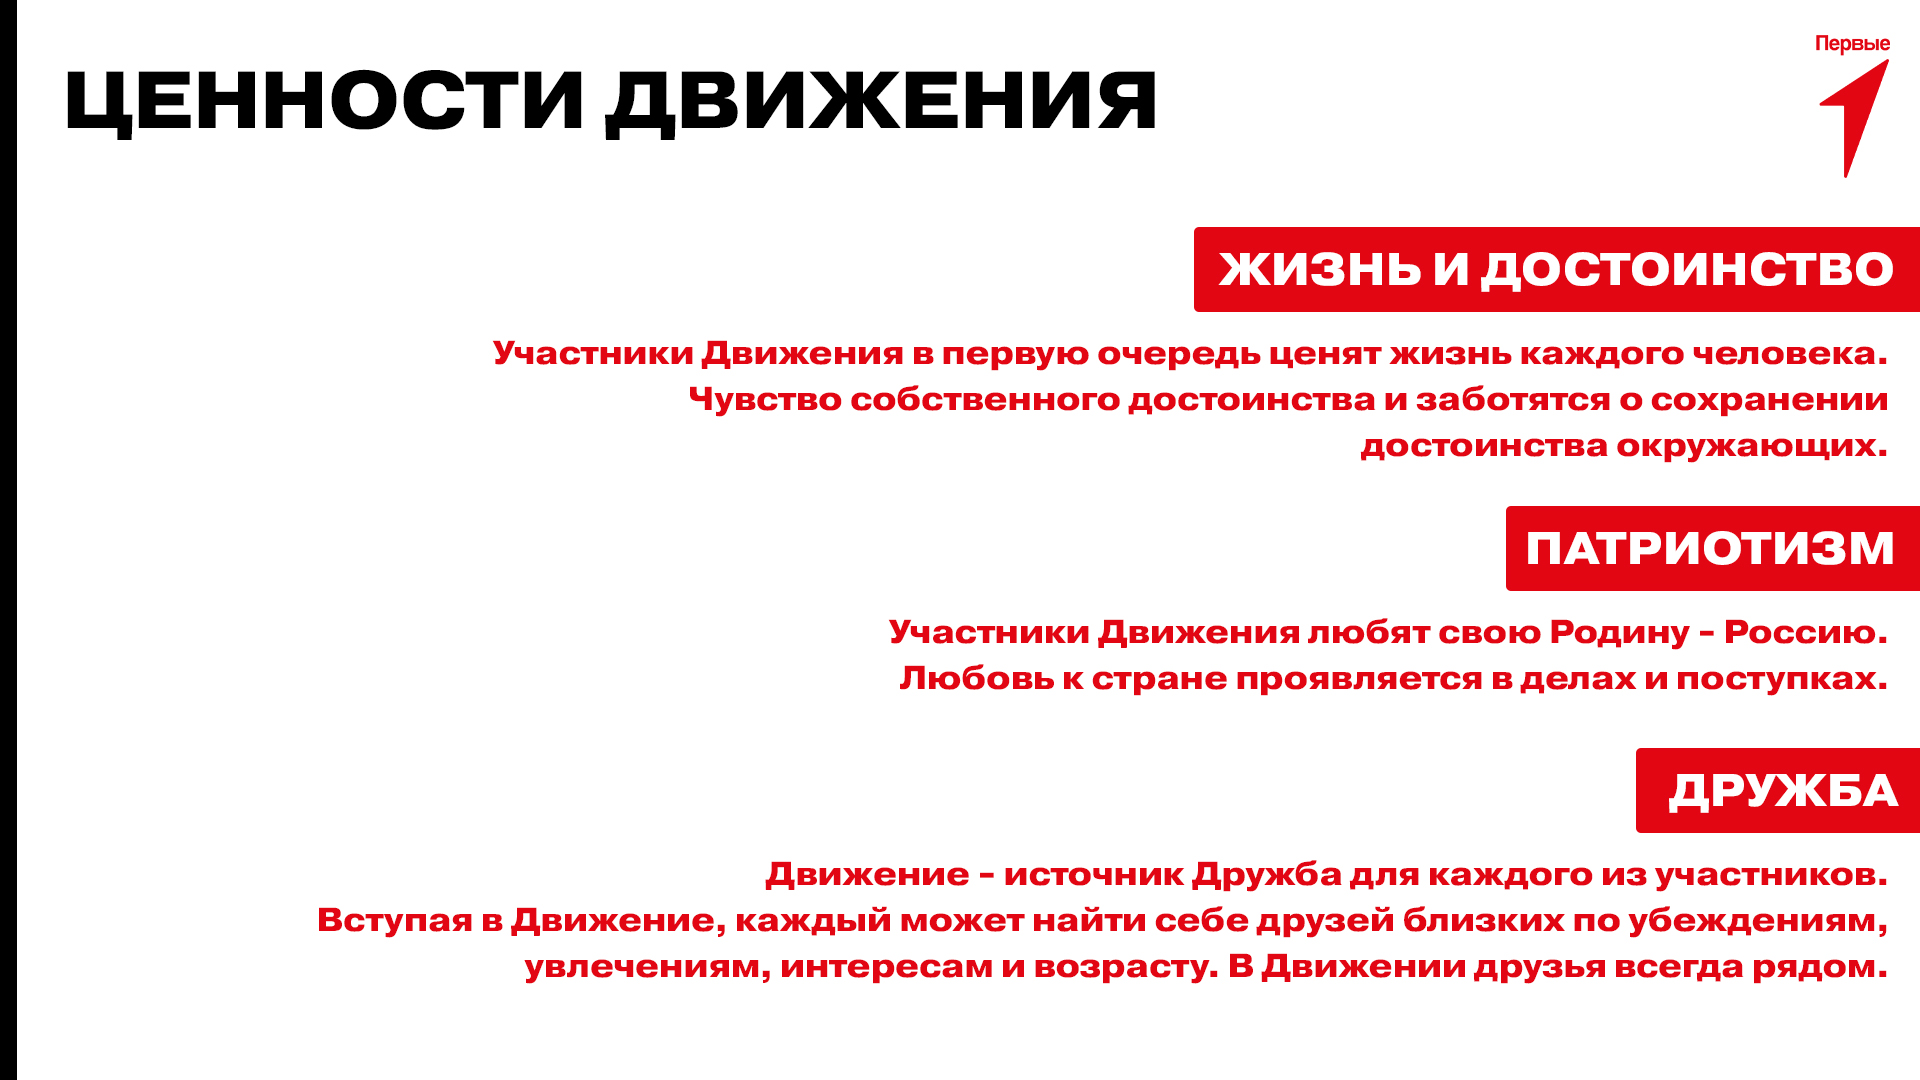 ЦЕННОСТИ ДВИЖЕНИЯ
Первые
ЖИЗНЬ И ДОСТОИНСТВО
Участники Движения в первую очередь ценят жизнь каждого человека.
Чувство собственного достоинства и заботятся о сохранении
достоинства окружающих.
ПАТРИОТИЗМ
Участники Движения любят свою Родину - Россию.
Любовь к стране проявляется в делах и поступках.
ДРУЖБА
Движение - источник Дружба для каждого из участников.
Вступая в Движение, каждый может найти себе друзей близких по убеждениям,
увлечениям, интересам и возрасту. В Движении друзья всегда рядом.